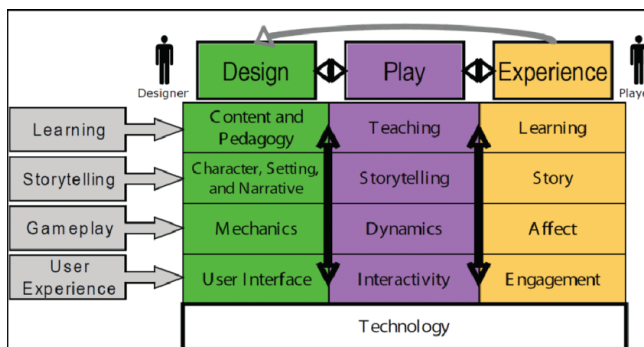 Design
Play
Experience
Designer
Playe
Learning
Content and
Pedagogy
Teaching
Learning
Storytelling
Character, Setting,
and Narrative
Storytelling
Story
Gameplay
Mechanics
Dynamics
Affect
User
Experience
User Interface
Interactivity
Engagement
Technology